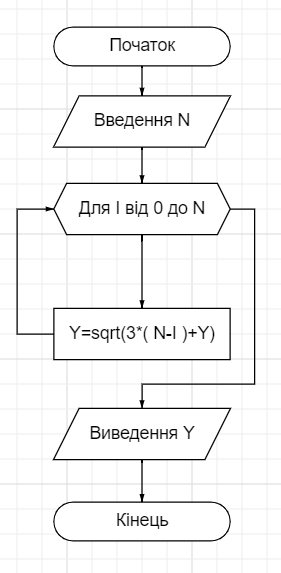 Початок
Введення N
Для I від 0 до N
Y=sqrt(3*( N-I )+Y)
Виведення Y
Кінець